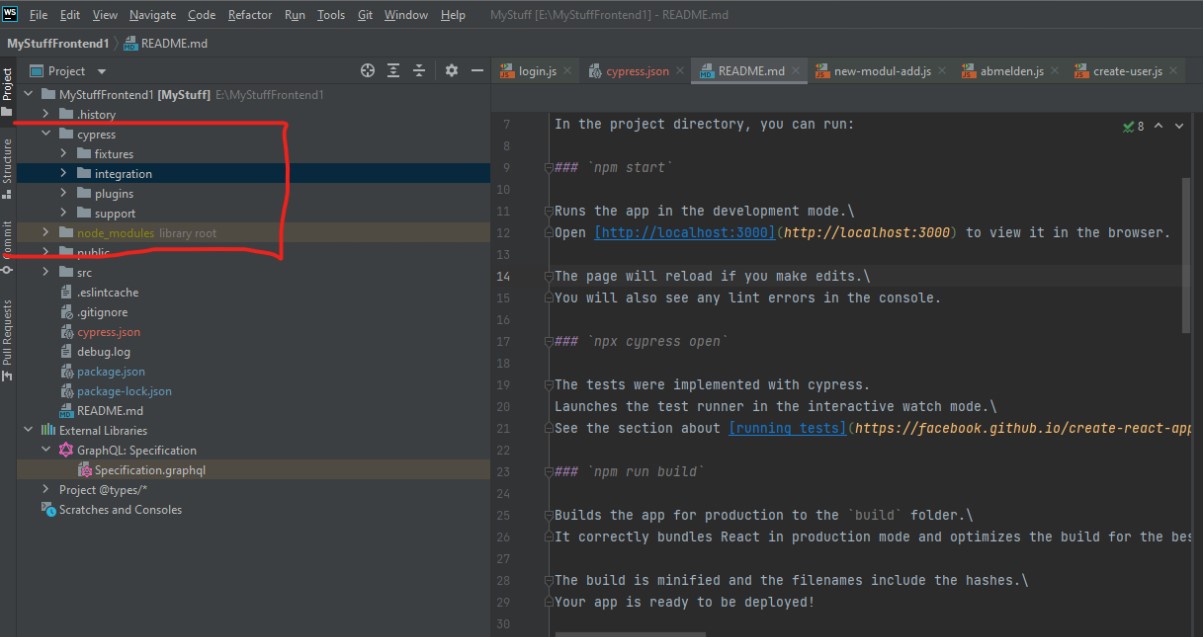 WS File Edit View Navigate Code Refactor Run Tools Git Window Help MyStuff [E:\MyStuffFrontend1] - README.md
MyStuffFrontend1 README.md
Project
Structure
Commit
Pull Requests
Project
MyStuffFrontend1 [MyStuff] E:\MyStuffFrontend1
.history
cypress
fixtures
integration
plugins
support
node_modules library root
public
src
.eslintcache
.gitignore
cypress.json
debug.log
package.json
package-lock.json
README.md
External Libraries
GraphQL: Specification
Specification.graphql
Project @types/*
Scratches and Consoles
login.js cypress.json README.md new-modul-add.js abmelden.js create-user.js
8
7 In the project directory, you can run:
8
9 ### `npm start`
10
11 Runs the app in the development mode.\
12 Open [http://localhost:3000](http://localhost:3000) to view it in the browser.
13
14 The page will reload if you make edits.\
15 You will also see any lint errors in the console.
16
17 ### `npx cypress open`
18
19 The tests were implemented with cypress.
20 Launches the test runner in the interactive watch mode.\
21 See the section about [running tests](https://facebook.github.io/create-react-app
22
23 ### `npm run build`
24
25 Builds the app for production to the `build` folder.\
26 It correctly bundles React in production mode and optimizes the build for the bes
27
28 The build is minified and the filenames include the hashes.\
29 Your app is ready to be deployed!
30